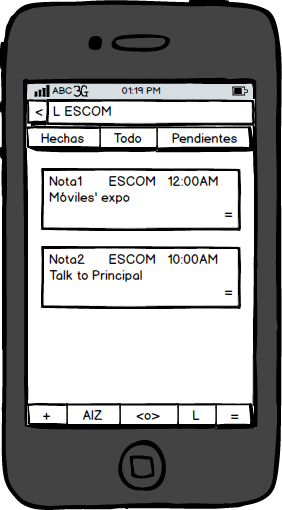 ABC 3G 01:19 PM
< L ESCOM
Hechas Todo Pendientes
Nota1 ESCOM 12:00AM
Móviles' expo
=
Nota2 ESCOM 10:00AM
Talk to Principal
=
+ A|Z <o> L =